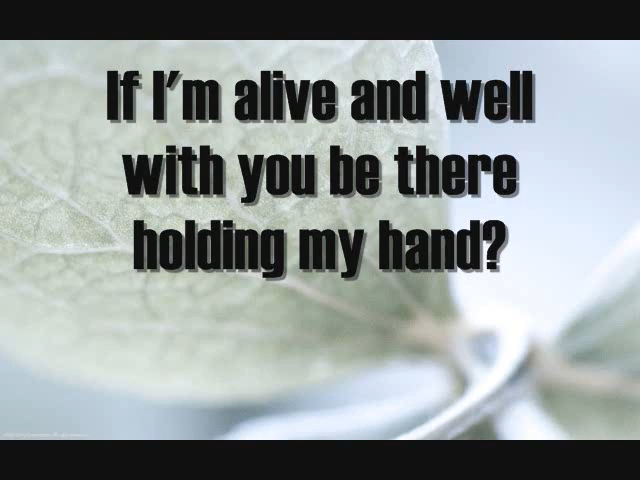 If I'm alive and well
with you be there
holding my hand?